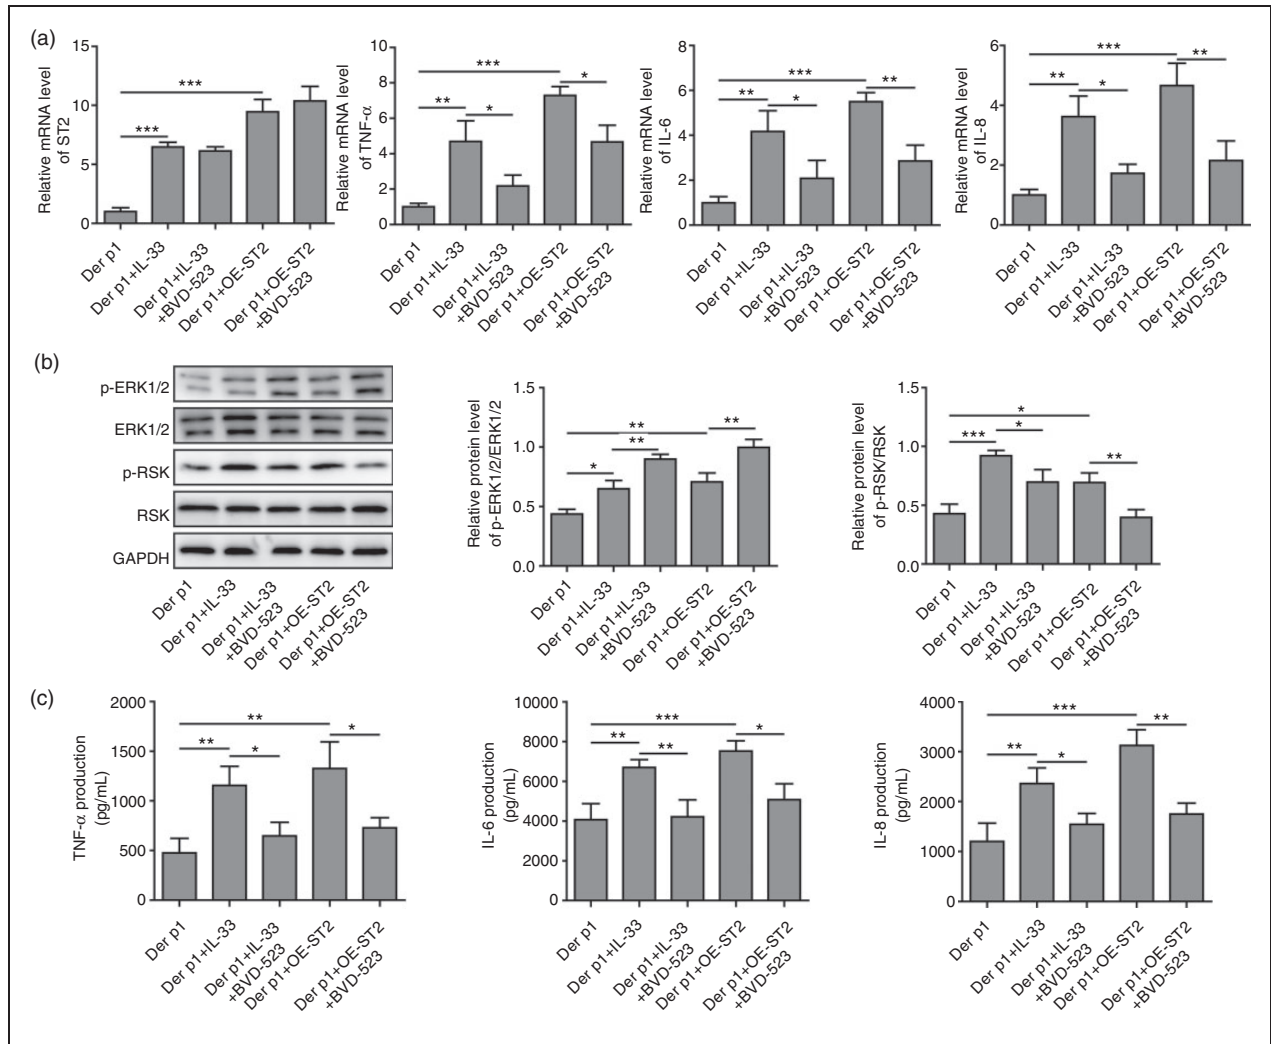 (a)
Relative mRNA level
of ST2
15
10
5
0
***
***
Der p1
Der p1+IL-33
Der p1+IL-33
+BVD-523
Der p1+OE-ST2
Der p1+OE-ST2
+BVD-523
Relative mRNA level
of TNF-α
10
8
6
4
2
0
***
**
*
*
Der p1
Der p1+IL-33
Der p1+IL-33
+BVD-523
Der p1+OE-ST2
Der p1+OE-ST2
+BVD-523
Relative mRNA level
of IL-6
8
6
4
2
0
***
**
**
*
Der p1
Der p1+IL-33
Der p1+IL-33
+BVD-523
Der p1+OE-ST2
Der p1+OE-ST2
+BVD-523
Relative mRNA level
of IL-8
6
4
2
0
***
**
**
*
Der p1
Der p1+IL-33
Der p1+IL-33
+BVD-523
Der p1+OE-ST2
Der p1+OE-ST2
+BVD-523
(b)
p-ERK1/2
ERK1/2
p-RSK
RSK
GAPDH
Der p1
Der p1+IL-33
Der p1+IL-33
+BVD-523
Der p1+OE-ST2
Der p1+OE-ST2
+BVD-523
Relative protein level
of p-ERK1/2/ERK1/2
1.5
1.0
0.5
0.0
**
**
**
*
Der p1
Der p1+IL-33
Der p1+IL-33
+BVD-523
Der p1+OE-ST2
Der p1+OE-ST2
+BVD-523
Relative protein level
of p-RSK/RSK
1.5
1.0
0.5
0.0
*
***
*
**
Der p1
Der p1+IL-33
Der p1+IL-33
+BVD-523
Der p1+OE-ST2
Der p1+OE-ST2
+BVD-523
(c)
TNF-α production
(pg/mL)
2000
1500
1000
500
0
**
*
**
*
Der p1
Der p1+IL-33
Der p1+IL-33
+BVD-523
Der p1+OE-ST2
Der p1+OE-ST2
+BVD-523
IL-6 production
(pg/mL)
10000
8000
6000
4000
2000
0
***
*
**
**
Der p1
Der p1+IL-33
Der p1+IL-33
+BVD-523
Der p1+OE-ST2
Der p1+OE-ST2
+BVD-523
IL-8 production
(pg/mL)
4000
3000
2000
1000
0
***
**
**
*
Der p1
Der p1+IL-33
Der p1+IL-33
+BVD-523
Der p1+OE-ST2
Der p1+OE-ST2
+BVD-523